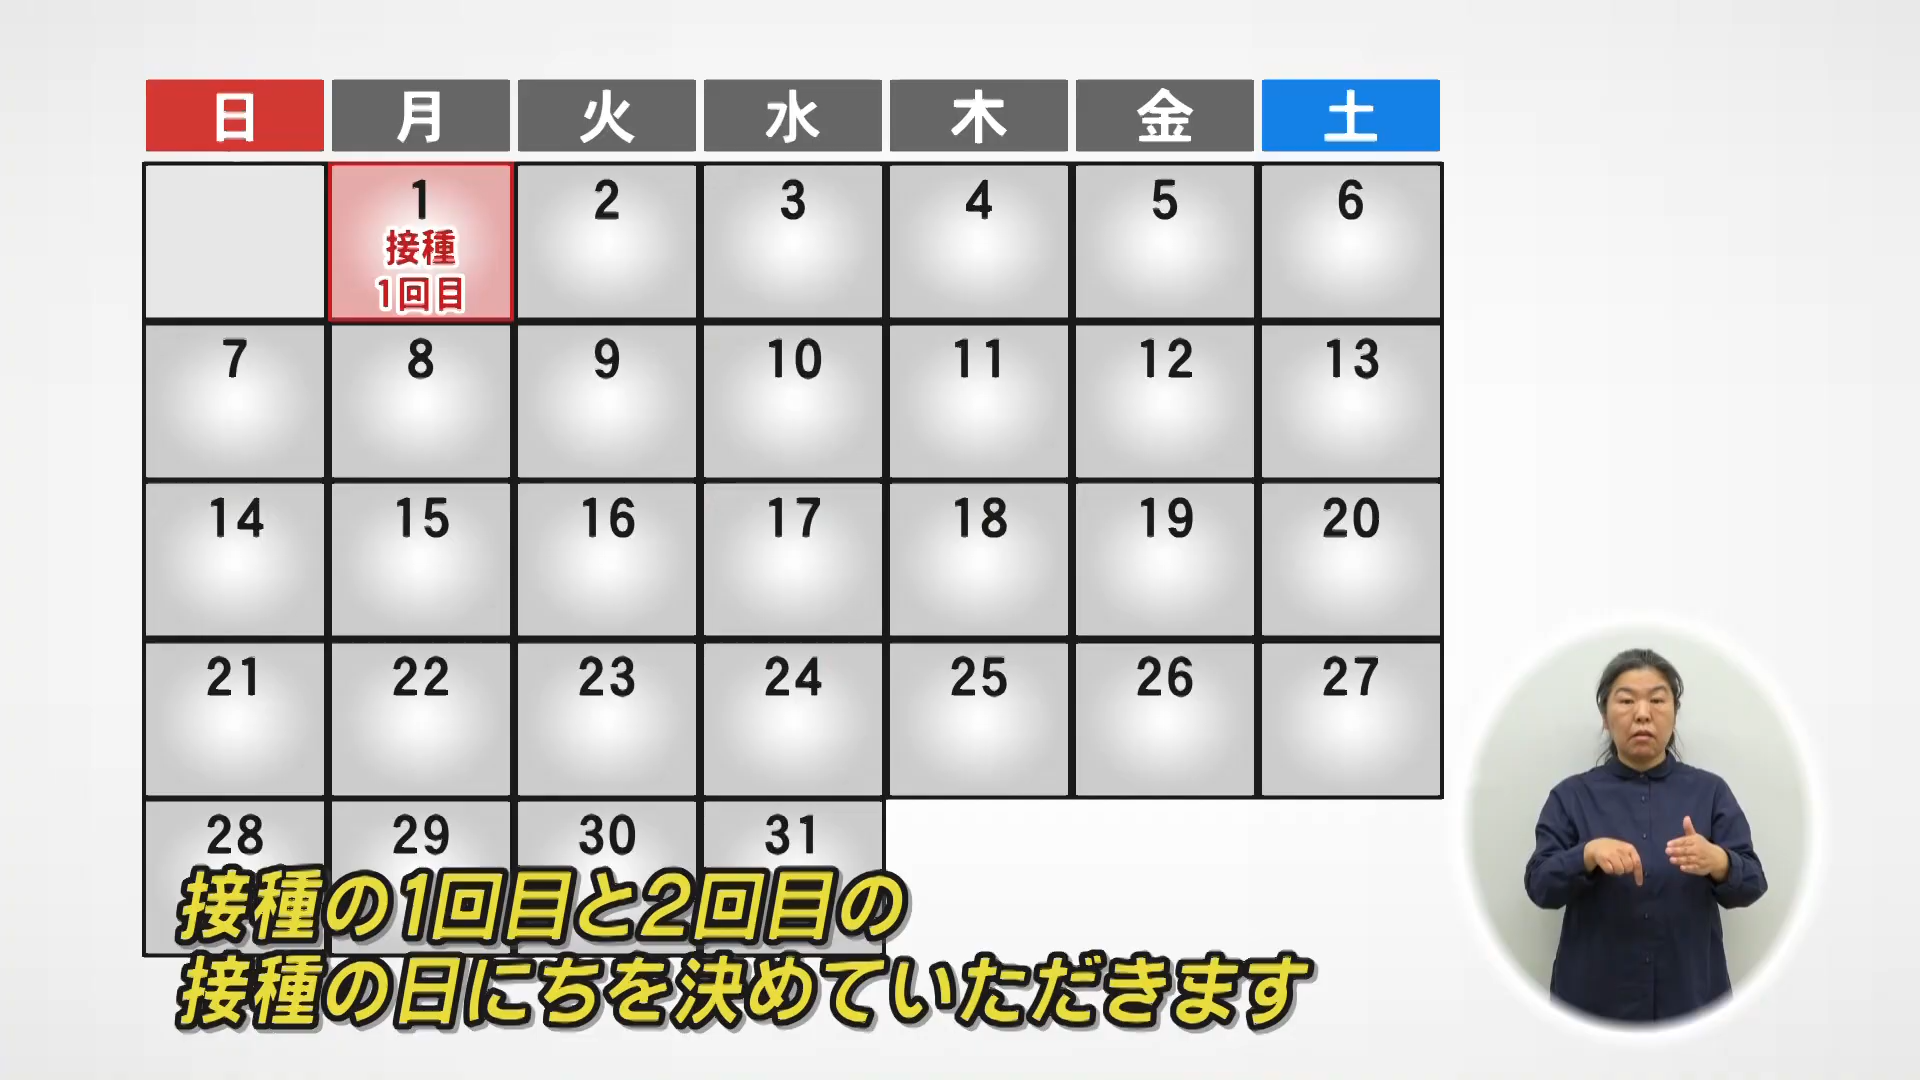 日 月 火 水 木 金 土
1 2 3 4 5 6
接種
1回目
7 8 9 10 11 12 13
14 15 16 17 18 19 20
21 22 23 24 25 26 27
28 29 30 31
接種の1回目と2回目の
接種の日にちを決めていただきます